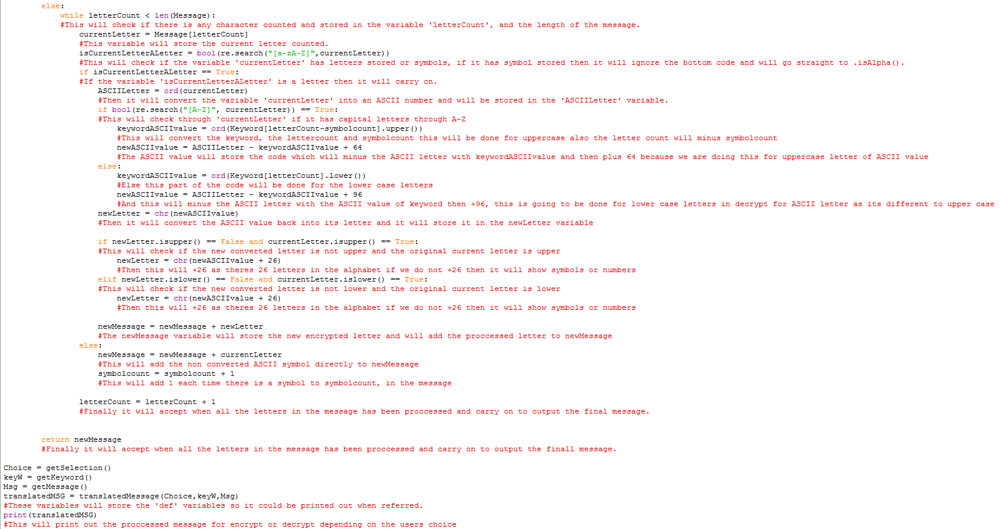 else:
while letterCount < len(Message):
#This will check if there is any character counted and stored in the variable 'letterCount', and the length of the message.
currentLetter = Message[letterCount]
#This variable will store the current letter counted.
isCurrentLetterALetter = bool(re.search("[a-zA-Z]",currentLetter))
#This will check if the variable 'currentLetter' has letters stored or symbols, if it has symbol stored then it will ignore the bottom code and will go straight to .isAlpha().
if isCurrentLetterALetter == True:
#If the variable 'isCurrentLetterALetter' is a letter then it will carry on.
ASCIILetter = ord(currentLetter)
#Then it will convert the variable 'currentLetter' into an ASCII number and will be stored in the 'ASCIILetter' variable.
if bool(re.search("[A-Z]", currentLetter)) == True:
#This will check through 'currentLetter' if it has capital letters through A-Z
keywordASCIIvalue = ord(Keyword[letterCount-symbolcount].upper())
#This will convert the keyword, the lettercount and symbolcount this will be done for uppercase also the letter count will minus symbolcount
newASCIIvalue = ASCIILetter - keywordASCIIvalue + 64
#The ASCII value will store the code which will minus the ASCII letter with keywordASCIIvalue and then plus 64 because we are doing this for uppercase letter of ASCII value
else:
keywordASCIIvalue = ord(Keyword[letterCount].lower())
#Else this part of the code will be done for the lower case letters
newASCIIvalue = ASCIILetter - keywordASCIIvalue + 96
#And this will minus the ASCII letter with the ASCII value of keyword then +96, this is going to be done for lower case letters in decrypt for ASCII letter as its different to upper case
newLetter = chr(newASCIIvalue)
#Then it will convert the ASCII value back into its letter and it will store it in the newLetter variable
if newLetter.isupper() == False and currentLetter.isupper() == True:
#This will check if the new converted letter is not upper and the original current letter is upper
newLetter = chr(newASCIIvalue + 26)
#Then this will +26 as theres 26 letters in the alphabet if we do not +26 then it will show symbols or numbers
elif newLetter.islower() == False and currentLetter.islower() == True:
#This will check if the new converted letter is not lower and the original current letter is lower
newLetter = chr(newASCIIvalue + 26)
#Then this will +26 as theres 26 letters in the alphabet if we do not +26 then it will show symbols or numbers
newMessage = newMessage + newLetter
#The newMessage variable will store the new encrypted letter and will add the proccessed letter to newMessage
else:
newMessage = newMessage + currentLetter
#This will add the non converted ASCII symbol directly to newMessage
symbolcount = symbolcount + 1
#This will add 1 each time there is a symbol to symbolcount, in the message
letterCount = letterCount + 1
#Finally it will accept when all the letters in the message has been proccessed and carry on to output the final message.
return newMessage
#Finally it will accept when all the letters in the message has been proccessed and carry on to output the finall message.
Choice = getSelection()
keyW = getKeyword()
Msg = getMessage()
translatedMSG = translatedMessage(Choice,keyW,Msg)
#These variables will store the 'def' variables so it could be printed out when referred.
print(translatedMSG)
#This will print out the proccessed message for encrypt or decrypt depending on the users choice